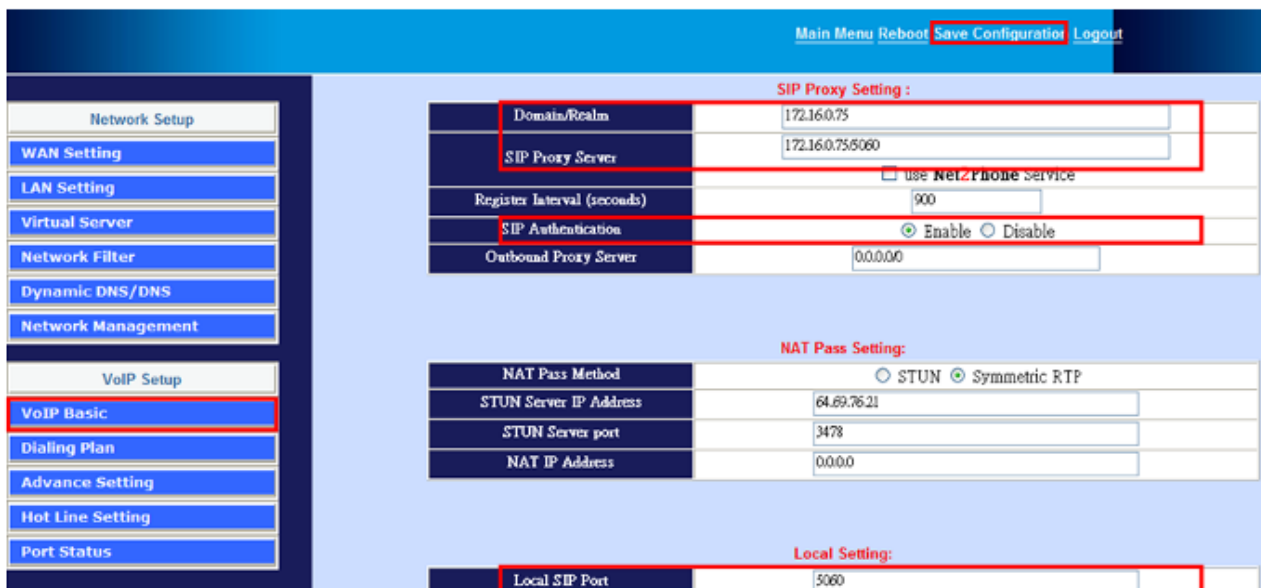 Main Menu Reboot Save Configuration Logout
Network Setup
WAN Setting
LAN Setting
Virtual Server
Network Filter
Dynamic DNS/DNS
Network Management
VoIP Setup
VoIP Basic
Dialing Plan
Advance Setting
Hot Line Setting
Port Status
SIP Proxy Setting :
Domain/Realm 172.16.0.75
SIP Proxy Server 172.16.0.75/5060
use Net2Phone Service
Register Interval (seconds) 900
SIP Authentication Enable Disable
Outbound Proxy Server 0.0.0.0/0
NAT Pass Setting:
NAT Pass Method STUN Symmetric RTP
STUN Server IP Address 64.69.76.21
STUN Server port 3478
NAT IP Address 0.0.0.0
Local Setting:
Local SIP Port 5060